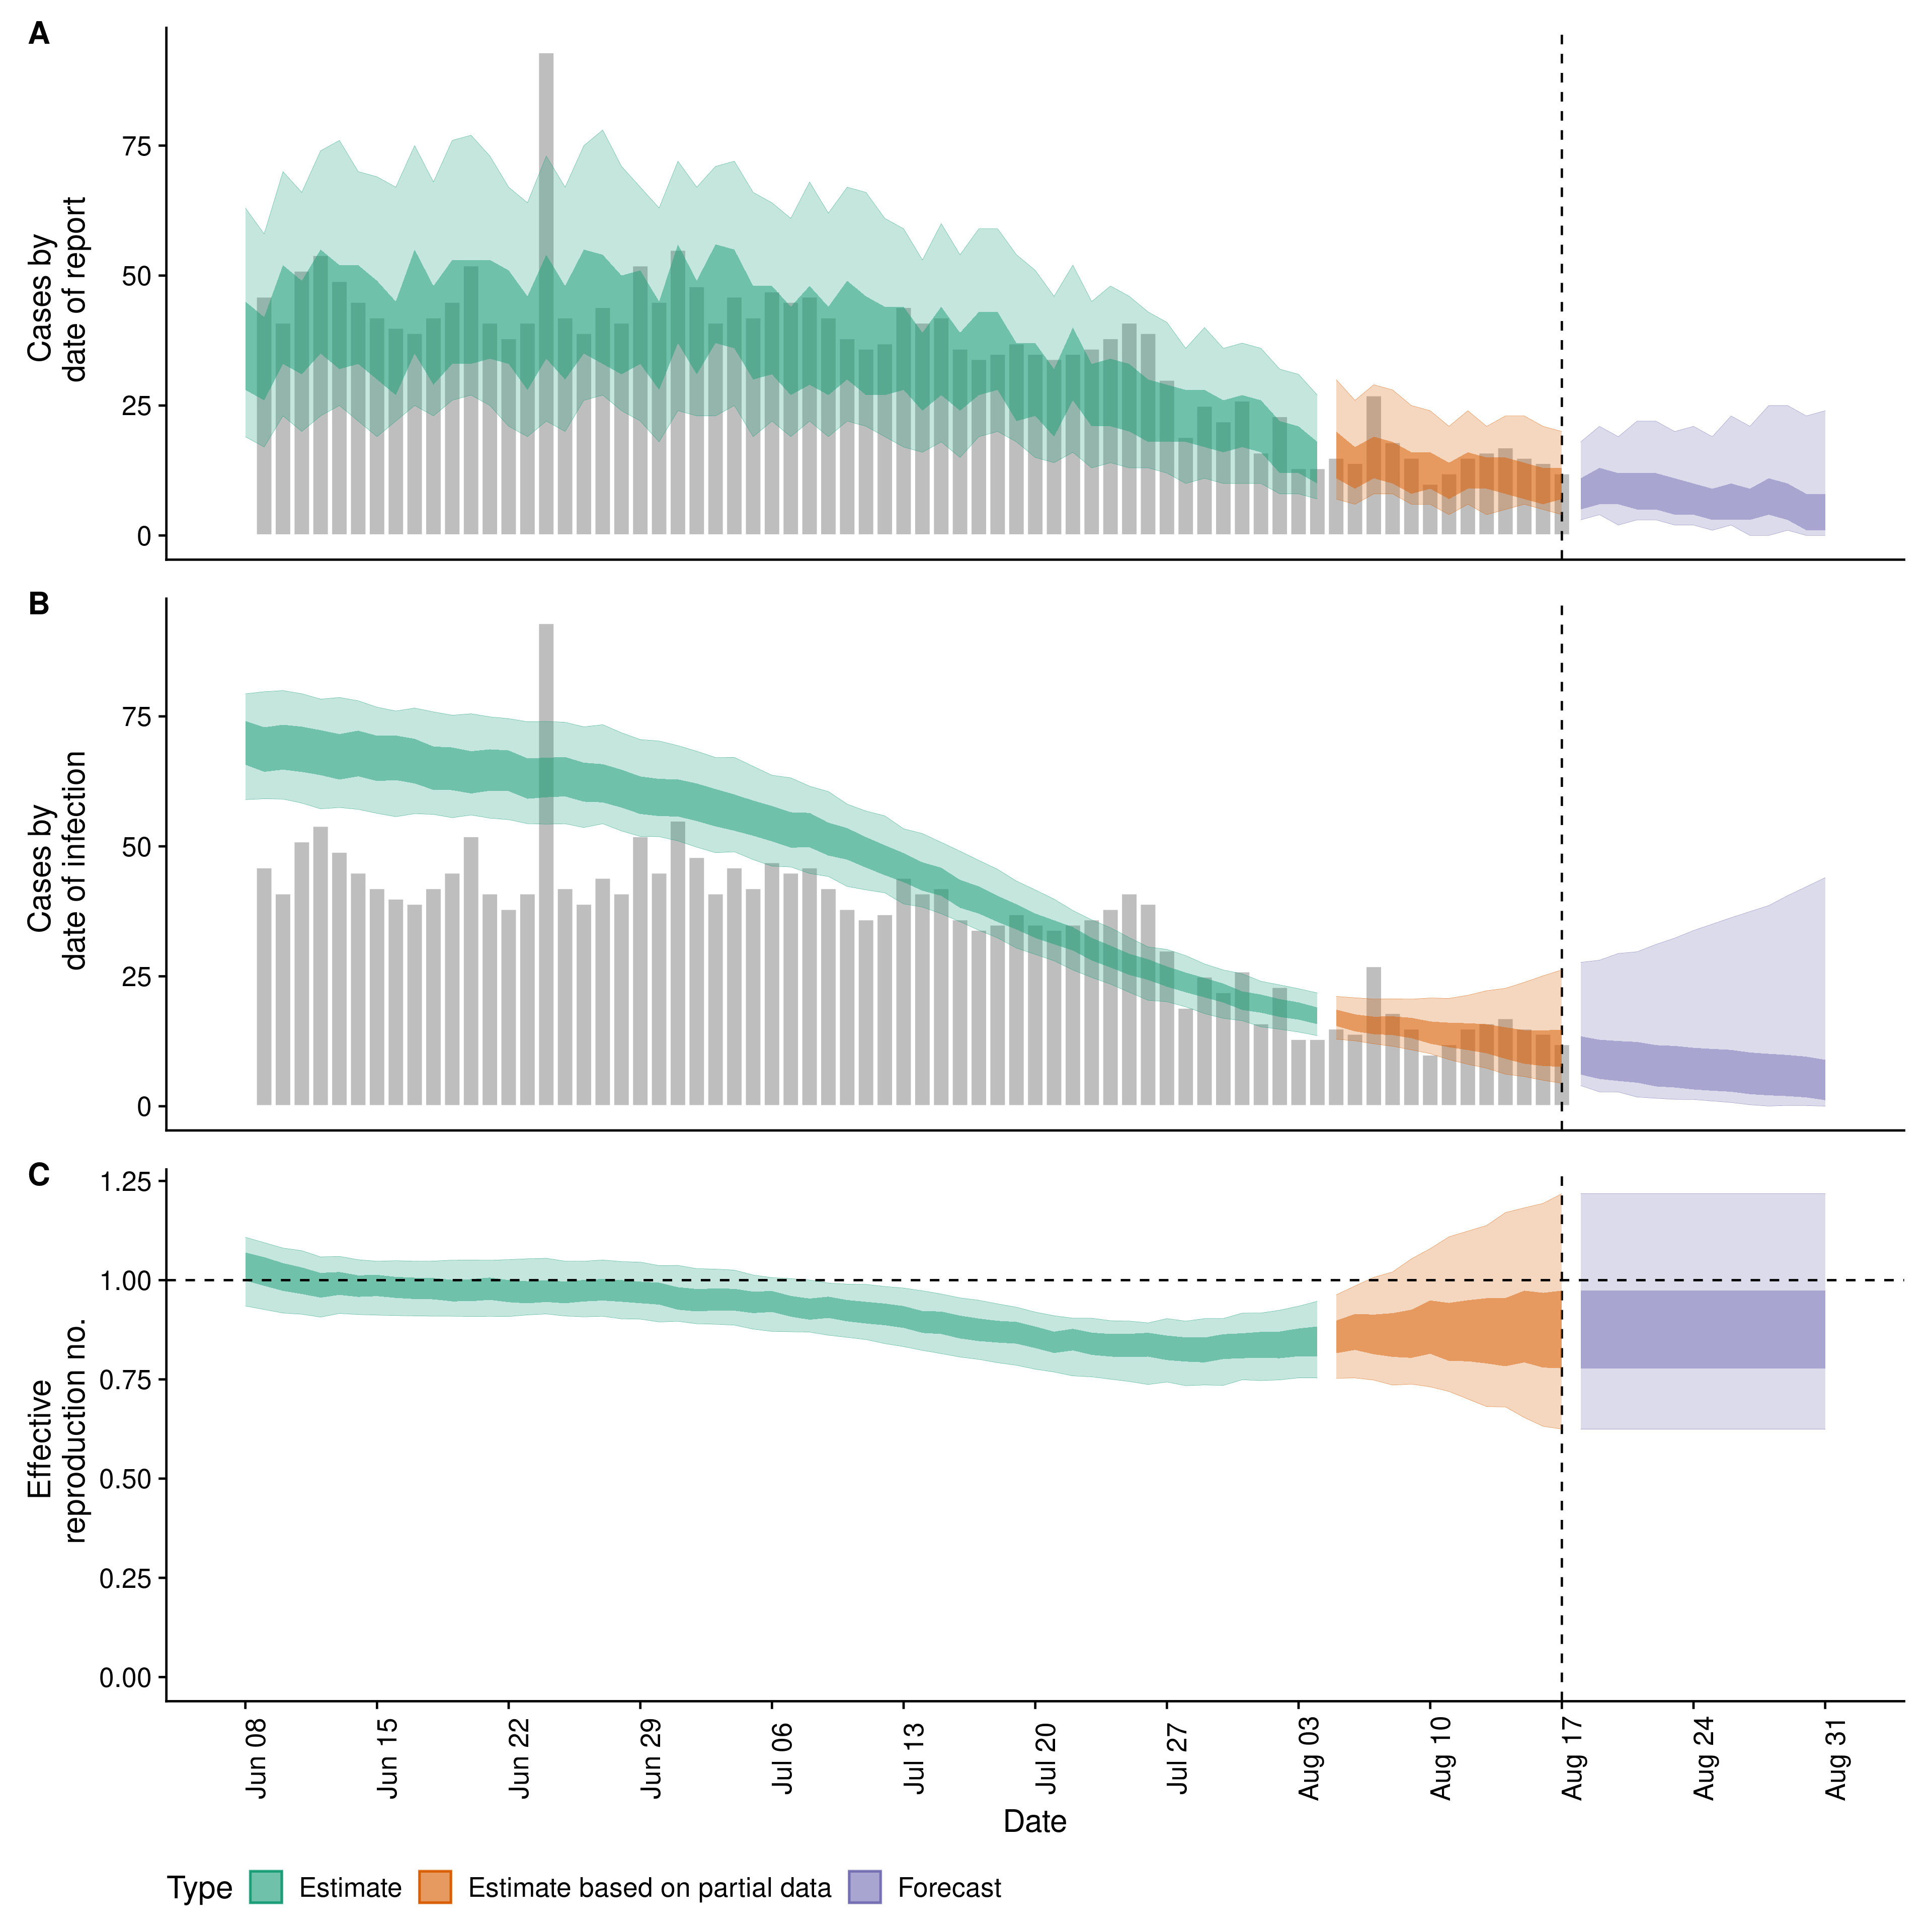 A
75
50
25
0
Cases by
date of report
B
75
50
25
0
Cases by
date of infection
C
1.25
1.00
0.75
0.50
0.25
0.00
Effective
reproduction no.
Jun 08
Jun 15
Jun 22
Jun 29
Jul 06
Jul 13
Jul 20
Jul 27
Aug 03
Aug 10
Aug 17
Aug 24
Aug 31
Date
Type Estimate Estimate based on partial data Forecast